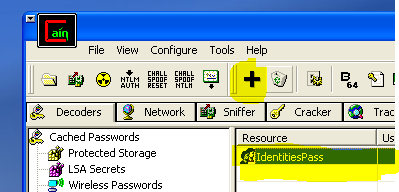 Cain
File View Configure Tools Help
NTLM AUTH CHALL SPOOF RESET CHALL SPOOF NTLM B 64
Decoders Network Sniffer Cracker Trac
Cached Passwords
Protected Storage
LSA Secrets
Wireless Passwords
Resource Us
IdentitiesPass